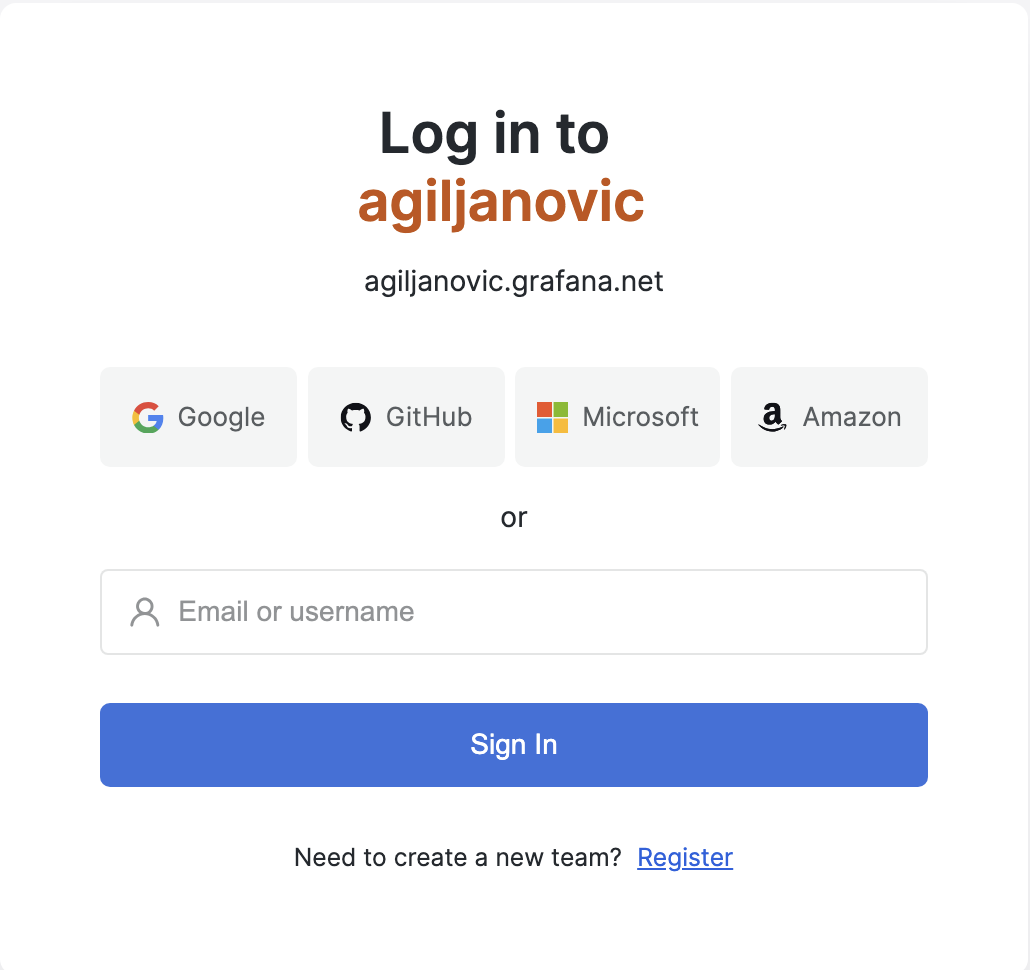 Log in to
agiljanovic
agiljanovic.grafana.net
Google GitHub Microsoft Amazon
or
Email or username
Sign In
Need to create a new team? Register